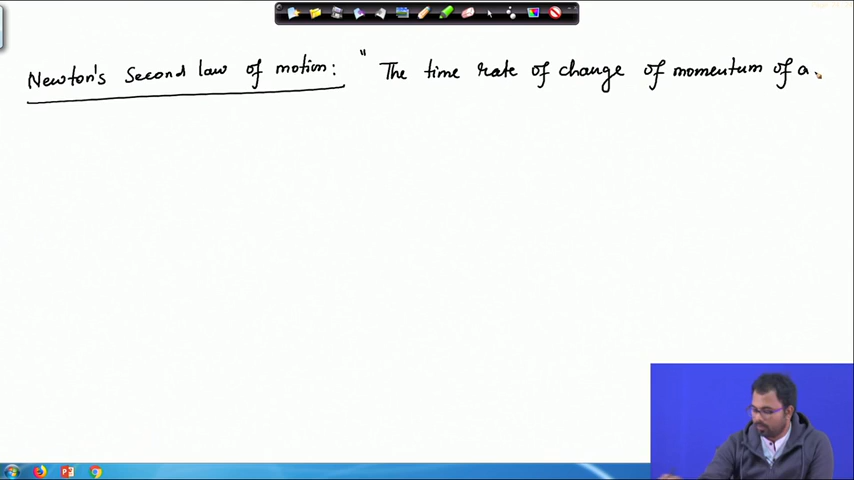 Newton's Second law of motion: " The time rate of change of momentum of a